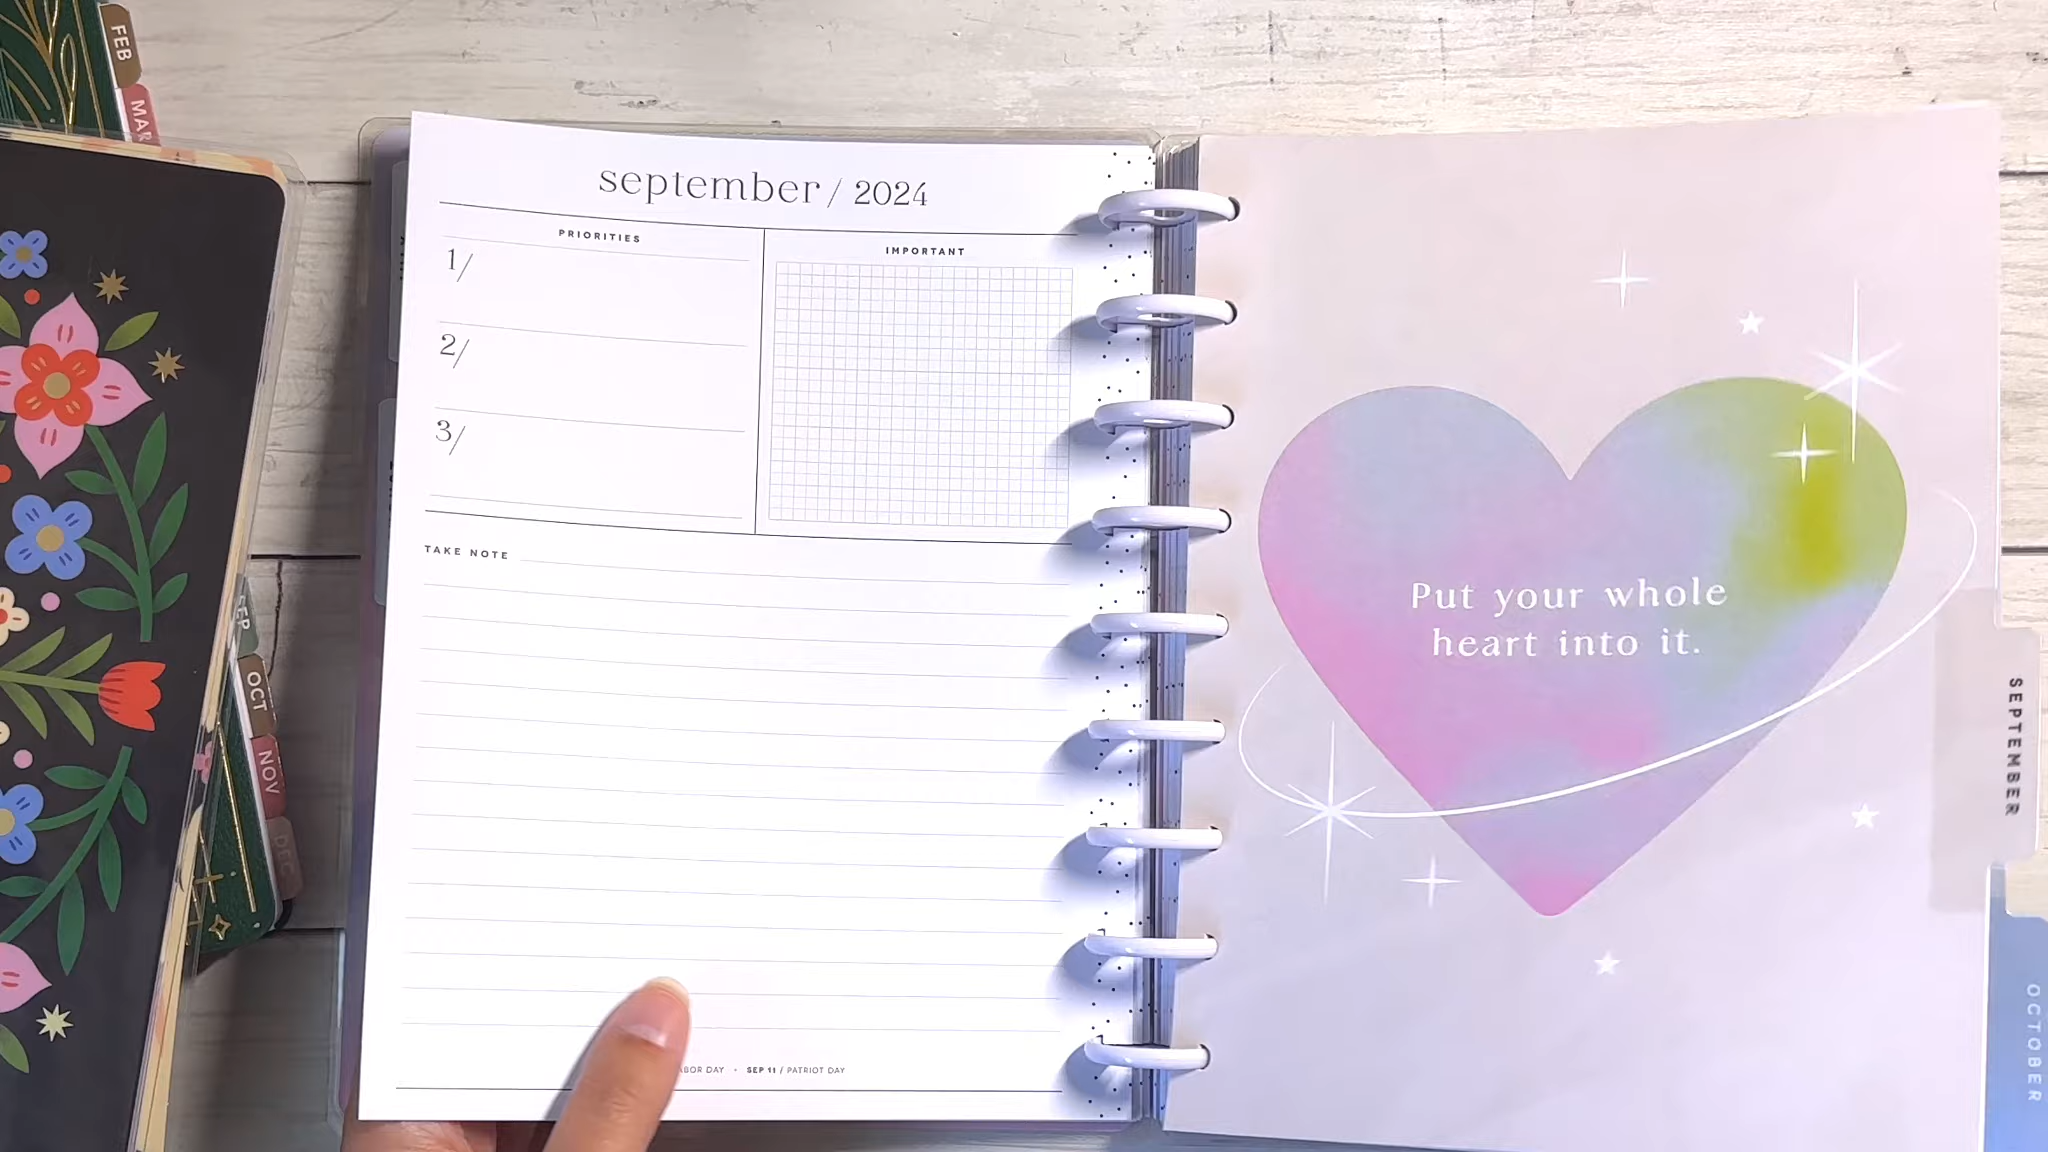 FEB
MAR
SEP
OCT
NOV
DEC
september / 2024
PRIORITIES
1/
2/
3/
IMPORTANT
TAKE NOTE
DAY • SEP 11 / PATRIOT DAY
Put your whole
heart into it.
SEPTEMBER
OCTOBER